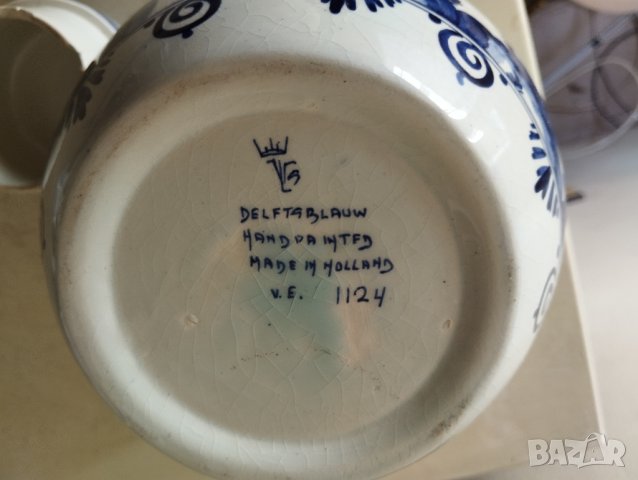 DELFTSBLAUW
HANDPAINTED
MADE IN HOLLAND
V.E. 1124
BAZAR